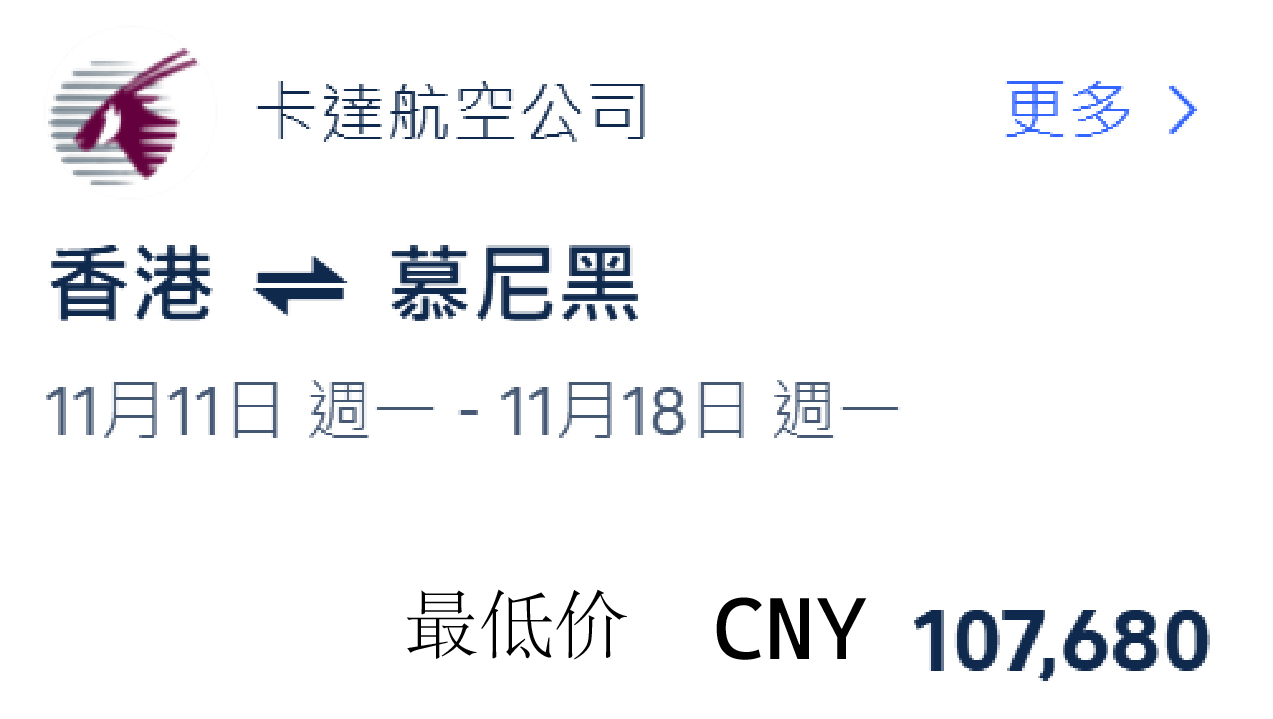 卡達航空公司 更多
香港 ⇌ 慕尼黑
11月11日 週一 - 11月18日 週一
最低价 CNY 107,680